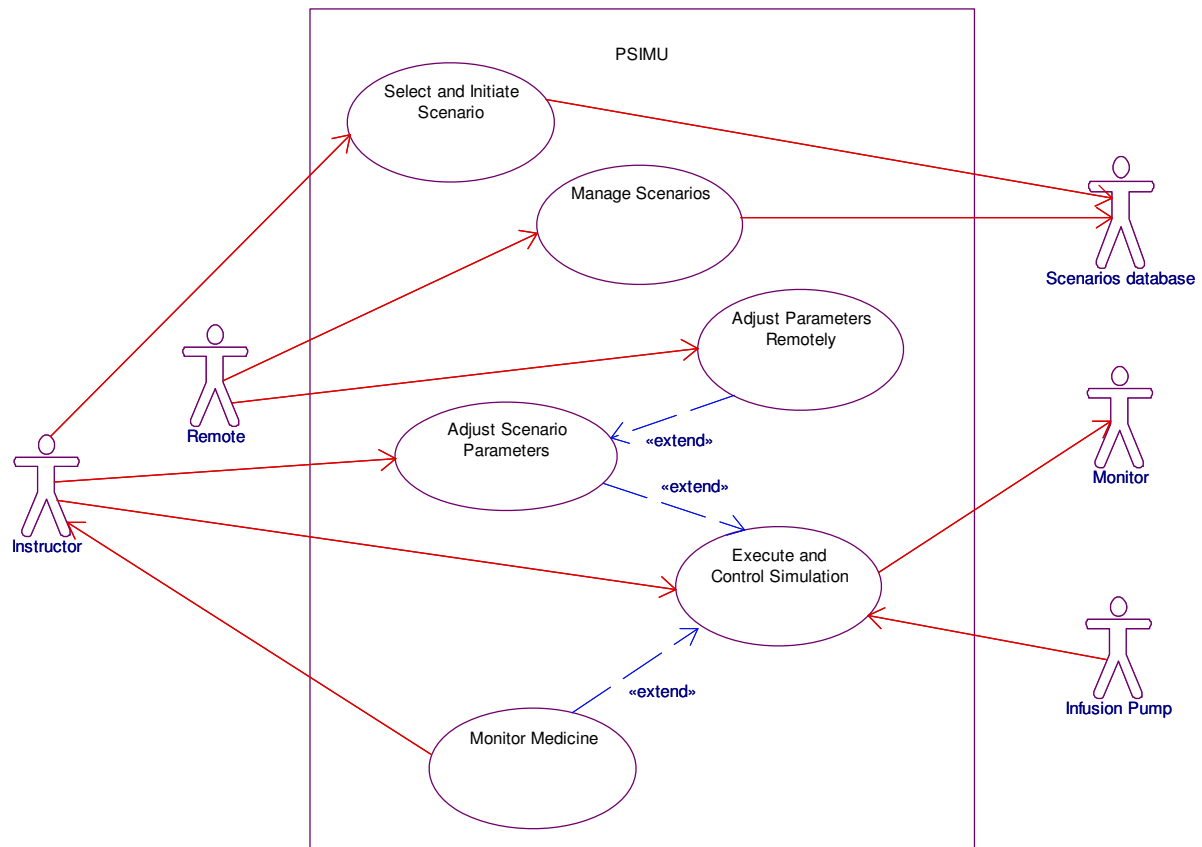 PSIMU
Select and Initiate
Scenario
Manage Scenarios
Scenarios database
Adjust Parameters
Remotely
Remote
Adjust Scenario
Parameters
«extend»
Monitor
«extend»
Instructor
Execute and
Control Simulation
«extend»
Infusion Pump
Monitor Medicine